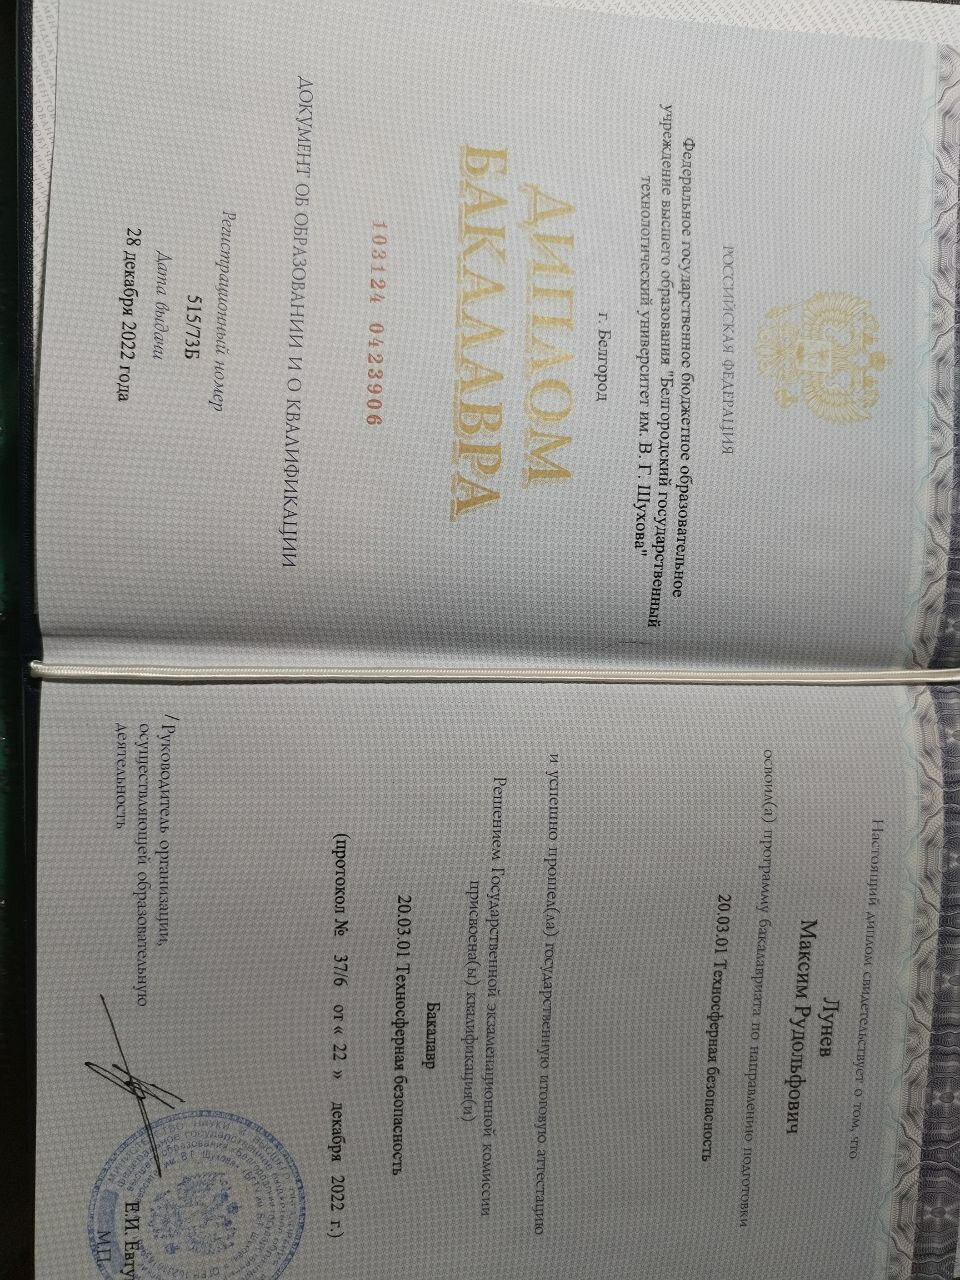 РОССИЙСКАЯ ФЕДЕРАЦИЯ
Федеральное государственное бюджетное образовательное
учреждение высшего образования "Белгородский государственный
технологический университет им. В. Г. Шухова"
г. Белгород
ДИПЛОМ
БАКАЛАВРА
103124 0423906
ДОКУМЕНТ ОБ ОБРАЗОВАНИИ И О КВАЛИФИКАЦИИ
Регистрационный номер
515/73Б
Дата выдачи
28 декабря 2022 года
Настоящий диплом свидетельствует о том, что
Лунев
Максим Рудольфович
освоил(а) программу бакалавриата по направлению подготовки
20.03.01 Техносферная безопасность
и успешно прошел(ла) государственную итоговую аттестацию
Решением Государственной экзаменационной комиссии
присвоена(ы) квалификация(и)
Бакалавр
20.03.01 Техносферная безопасность
(протокол № 37/6 от « 22 » декабря 2022 г.)
/ Руководитель организации,
осуществляющей образовательную
деятельность
Е.И. Евту
М.П.